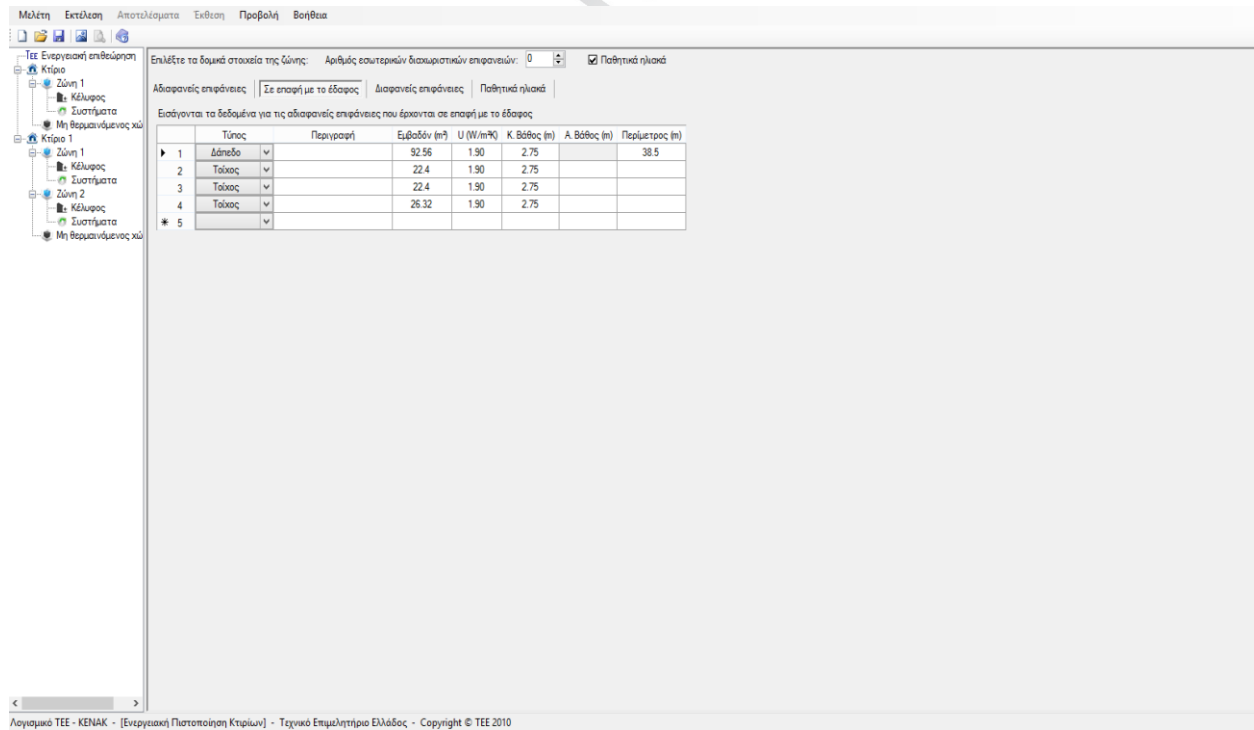 Μελέτη Εκτέλεση Αποτελέσματα Έκθεση Προβολή Βοήθεια
ΤΕΕ Ενεργειακή επιθεώρηση
Κτίριο
Ζώνη 1
Κέλυφος
Συστήματα
Μη θερμαινόμενος χώ
Κτίριο 1
Ζώνη 1
Κέλυφος
Συστήματα
Ζώνη 2
Κέλυφος
Συστήματα
Μη θερμαινόμενος χώ
Επιλέξτε τα δομικά στοιχεία της ζώνης: Αριθμός εσωτερικών διαχωριστικών επιφανειών: 0 Παθητικά ηλιακά
Αδιαφανείς επιφάνειες Σε επαφή με το έδαφος Διαφανείς επιφάνειες Παθητικά ηλιακά
Εισάγονται τα δεδομένα για τις αδιαφανείς επιφάνειες που έρχονται σε επαφή με το έδαφος
Τύπος Περιγραφή Εμβαδόν (m²) U (W/m²K) Κ. Βάθος (m) Α. Βάθος (m) Περίμετρος (m)
1 Δάπεδο 92.56 1.90 2.75 38.5
2 Τοίχος 22.4 1.90 2.75
3 Τοίχος 22.4 1.90 2.75
4 Τοίχος 26.32 1.90 2.75
5
Λογισμικό ΤΕΕ - ΚΕΝΑΚ - [Ενεργειακή Πιστοποίηση Κτιρίων] - Τεχνικό Επιμελητήριο Ελλάδος - Copyright © ΤΕΕ 2010